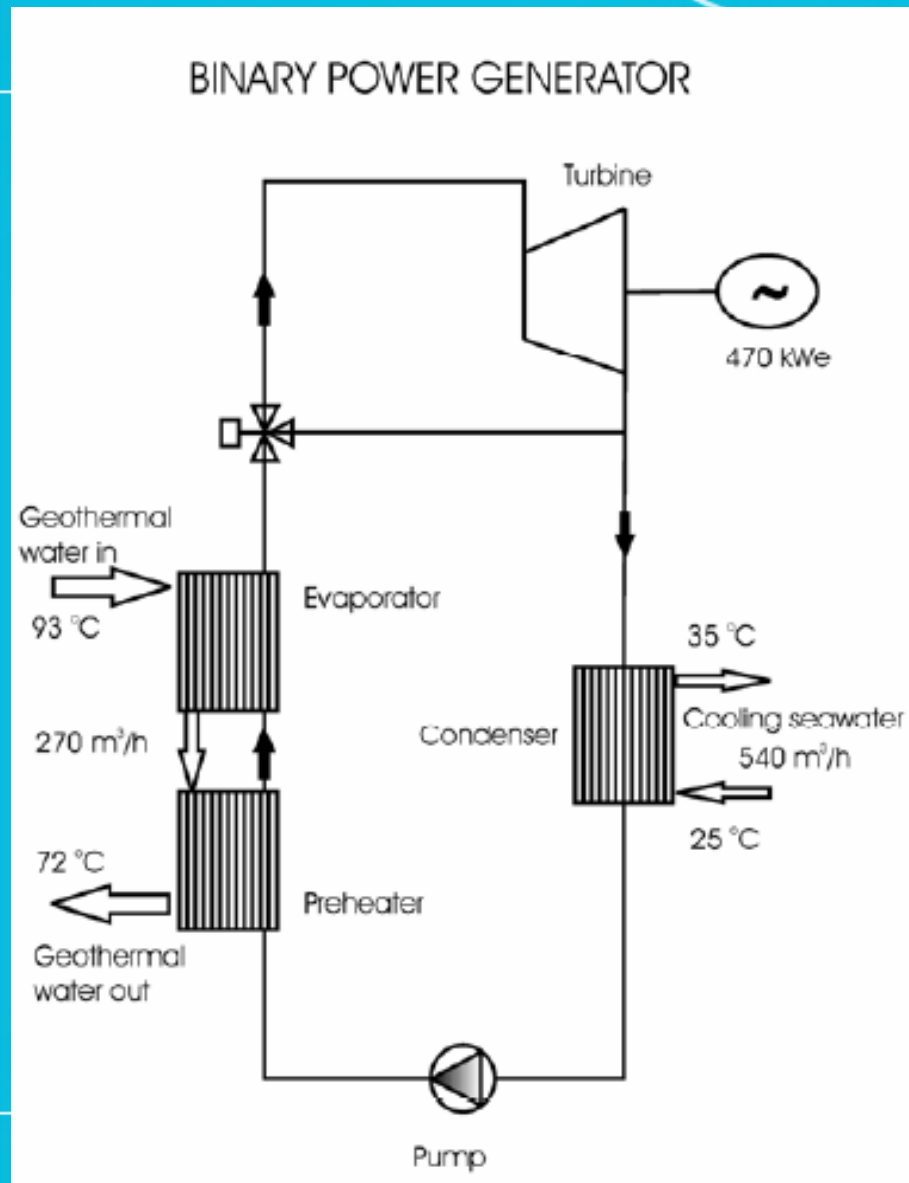 BINARY POWER GENERATOR
Turbine
~
470 kWe
Geothermal
water in
93 °C
Evaporator
270 m³/h
35 °C
Condenser
Cooling seawater
540 m³/h
25 °C
72 °C
Preheater
Geothermal
water out
Pump